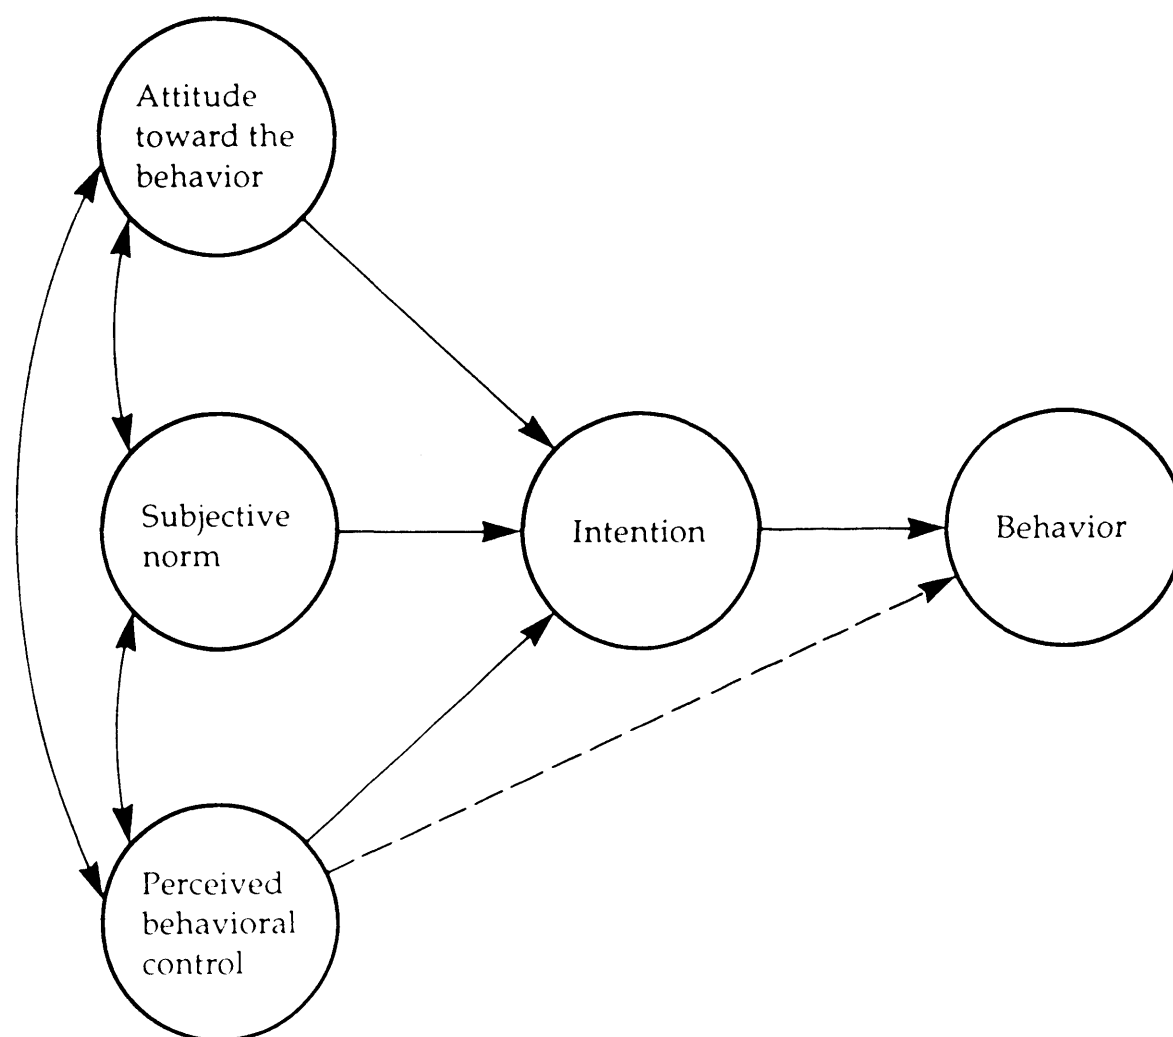 Attitude
toward the
behavior
Subjective
norm
Intention
Behavior
Perceived
behavioral
control